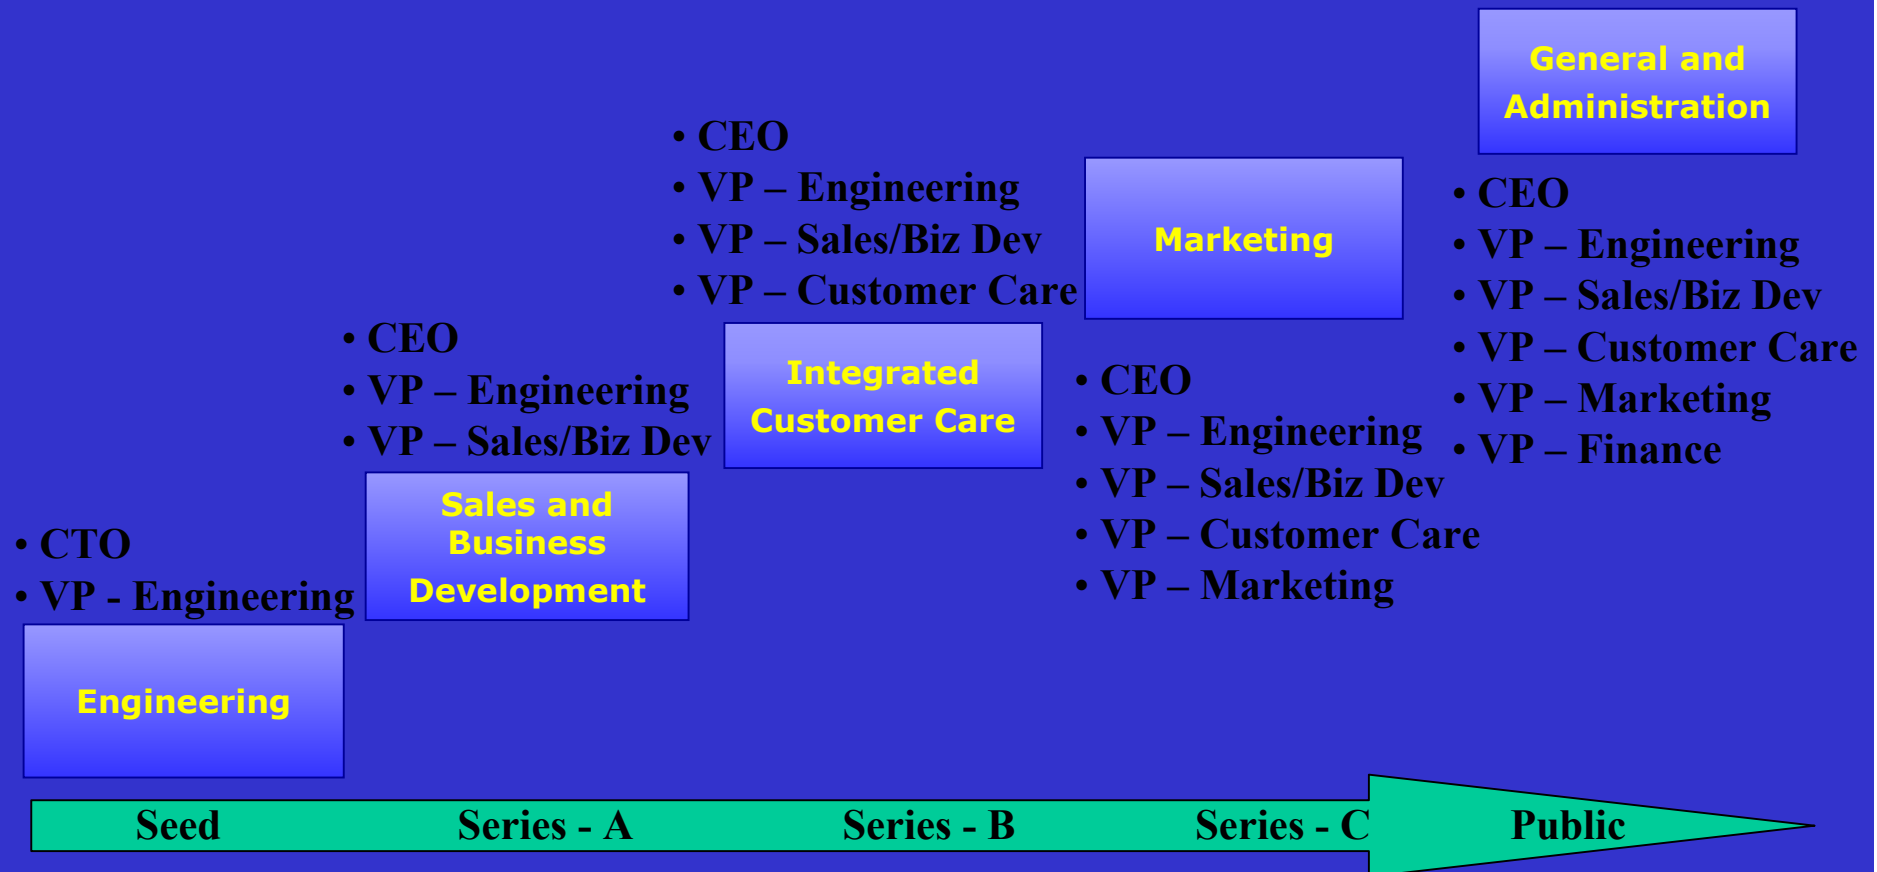 • CTO
• VP - Engineering
Engineering
• CEO
• VP – Engineering
• VP – Sales/Biz Dev
Sales and
Business
Development
• CEO
• VP – Engineering
• VP – Sales/Biz Dev
• VP – Customer Care
Integrated
Customer Care
Marketing
• CEO
• VP – Engineering
• VP – Sales/Biz Dev
• VP – Customer Care
• VP – Marketing
General and
Administration
• CEO
• VP – Engineering
• VP – Sales/Biz Dev
• VP – Customer Care
• VP – Marketing
• VP – Finance
Seed Series - A Series - B Series - C Public